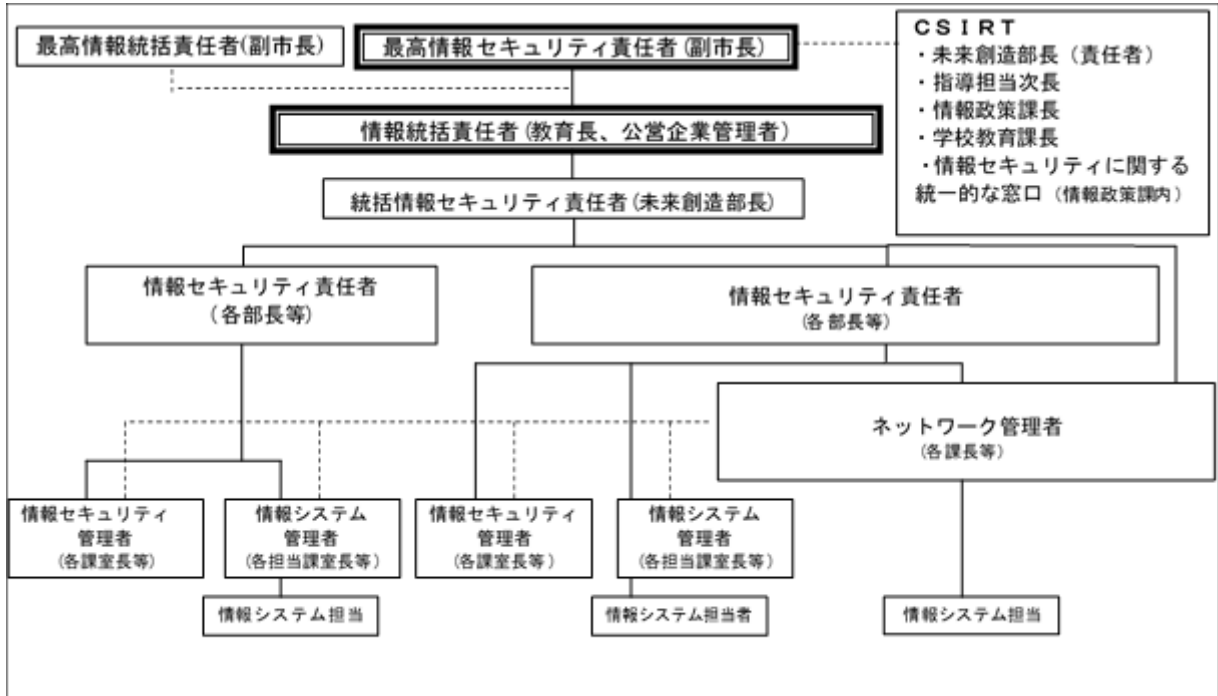 最高情報統括責任者(副市長)
最高情報セキュリティ責任者(副市長)
CSIRT
・未来創造部長(責任者)
・指導担当次長
・情報政策課長
・学校教育課長
・情報セキュリティに関する
統一的な窓口(情報政策課内)
情報統括責任者(教育長、公営企業管理者)
統括情報セキュリティ責任者(未来創造部長)
情報セキュリティ責任者
(各部長等)
情報セキュリティ責任者
(各部長等)
ネットワーク管理者
(各課長等)
情報セキュリティ
管理者
(各課室長等)
情報システム
管理者
(各担当課室長等)
情報セキュリティ
管理者
(各課室長等)
情報システム
管理者
(各担当課室長等)
情報システム担当
情報システム担当者
情報システム担当